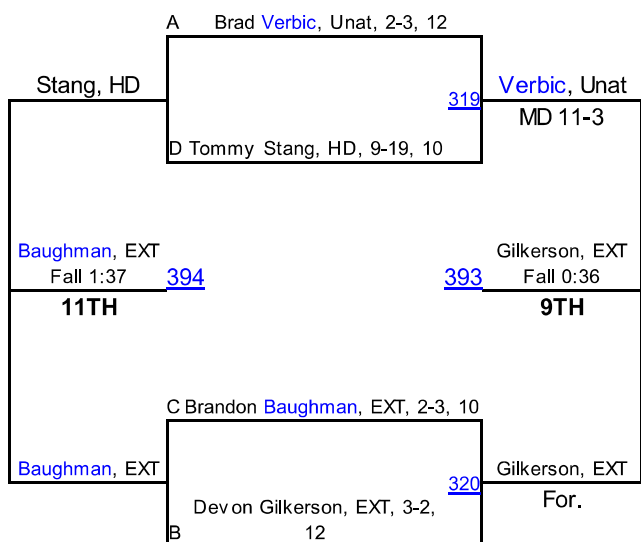 A Brad Verbic, Unat, 2-3, 12
Stang, HD
319
Verbic, Unat
MD 11-3
D Tommy Stang, HD, 9-19, 10
Baughman, EXT
Fall 1:37
394
11TH
Gilkerson, EXT
393
Fall 0:36
9TH
C Brandon Baughman, EXT, 2-3, 10
Baughman, EXT
320
Gilkerson, EXT
For.
Devon Gilkerson, EXT, 3-2,
B 12